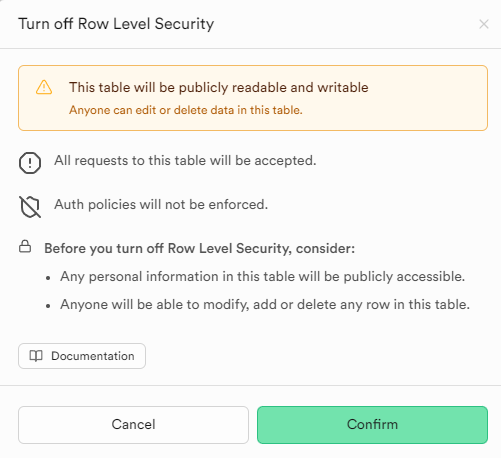 Turn off Row Level Security
This table will be publicly readable and writable
Anyone can edit or delete data in this table.
All requests to this table will be accepted.
Auth policies will not be enforced.
Before you turn off Row Level Security, consider:
• Any personal information in this table will be publicly accessible.
• Anyone will be able to modify, add or delete any row in this table.
Documentation
Cancel
Confirm